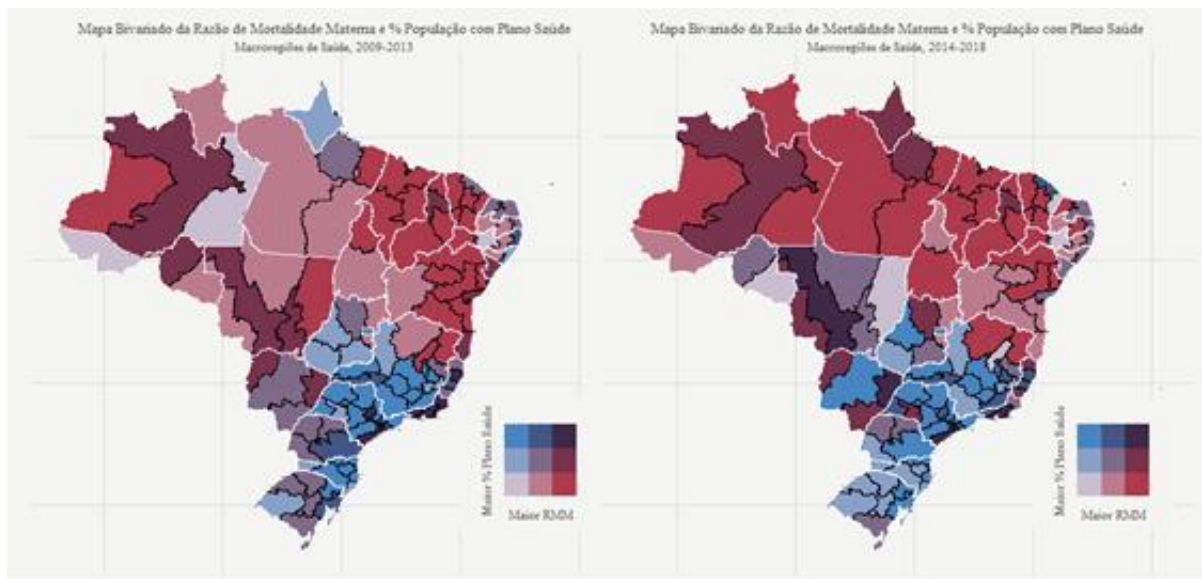 Mapa Bivariado da Razão de Mortalidade Materna e % População com Plano Saúde
Macrorregiões de Saúde, 2009-2013
Maior % Plano Saúde
Maior RMM
Mapa Bivariado da Razão de Mortalidade Materna e % População com Plano Saúde
Macrorregiões de Saúde, 2014-2018
Maior % Plano Saúde
Maior RMM